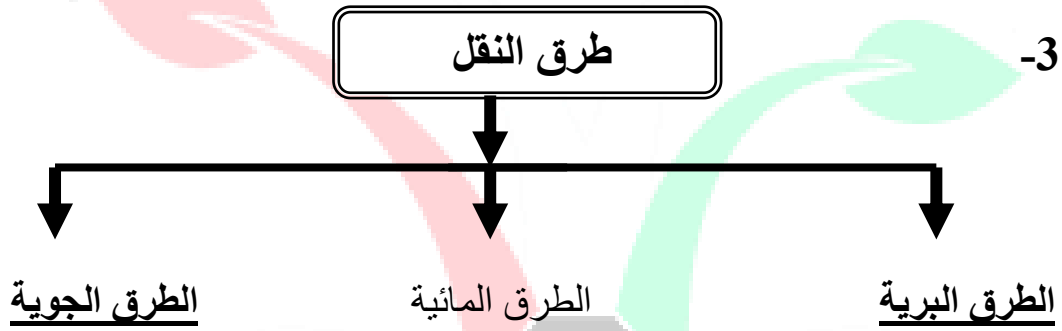 3-
طرق النقل
الطرق البرية
الطرق المائية
الطرق الجوية